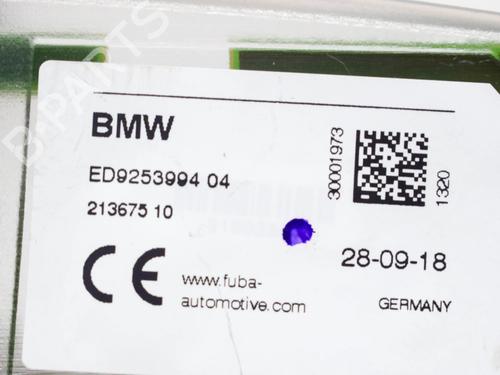 B-PARTS
BMW
ED9253994 04
213675 10
30001973
1320
28-09-18
CE
www.fuba-
automotive.com
GERMANY